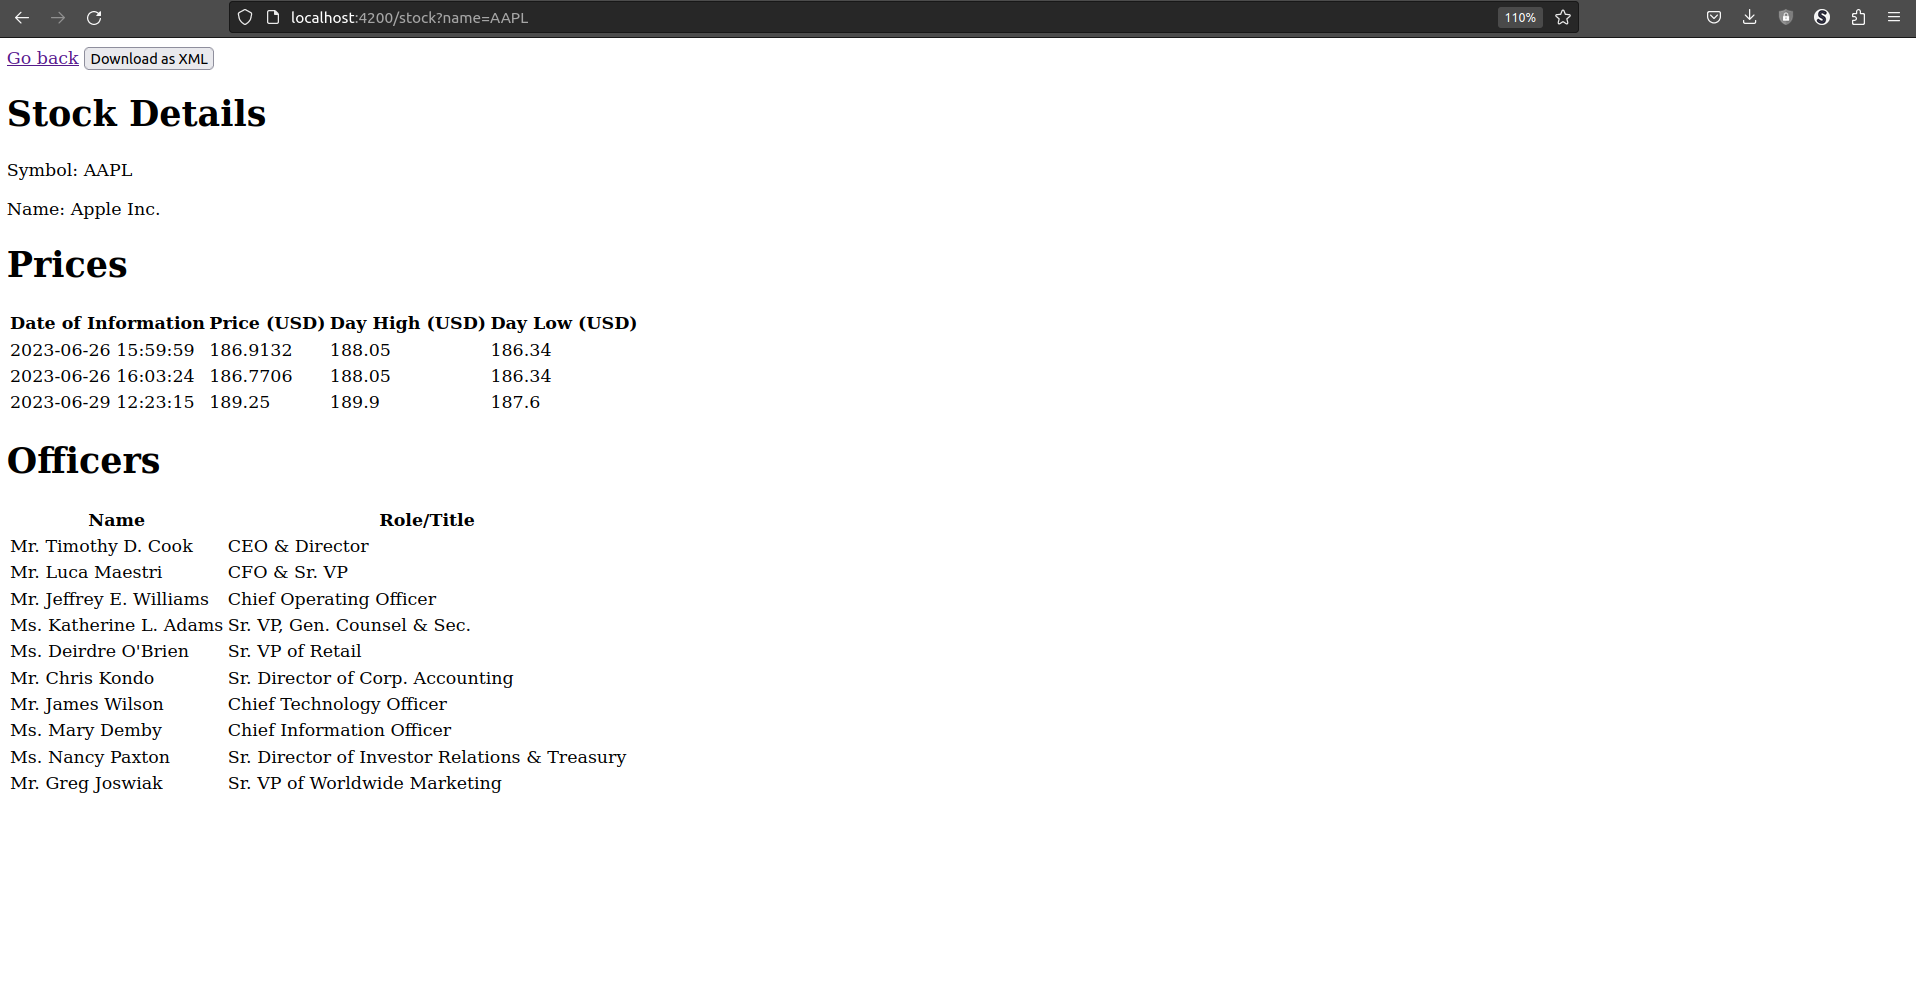 localhost:4200/stock?name=AAPL 110%
Go back Download as XML
Stock Details
Symbol: AAPL
Name: Apple Inc.
Prices
Date of Information Price (USD) Day High (USD) Day Low (USD)
2023-06-26 15:59:59 186.9132 188.05 186.34
2023-06-26 16:03:24 186.7706 188.05 186.34
2023-06-29 12:23:15 189.25 189.9 187.6
Officers
Name Role/Title
Mr. Timothy D. Cook CEO & Director
Mr. Luca Maestri CFO & Sr. VP
Mr. Jeffrey E. Williams Chief Operating Officer
Ms. Katherine L. Adams Sr. VP, Gen. Counsel & Sec.
Ms. Deirdre O'Brien Sr. VP of Retail
Mr. Chris Kondo Sr. Director of Corp. Accounting
Mr. James Wilson Chief Technology Officer
Ms. Mary Demby Chief Information Officer
Ms. Nancy Paxton Sr. Director of Investor Relations & Treasury
Mr. Greg Joswiak Sr. VP of Worldwide Marketing